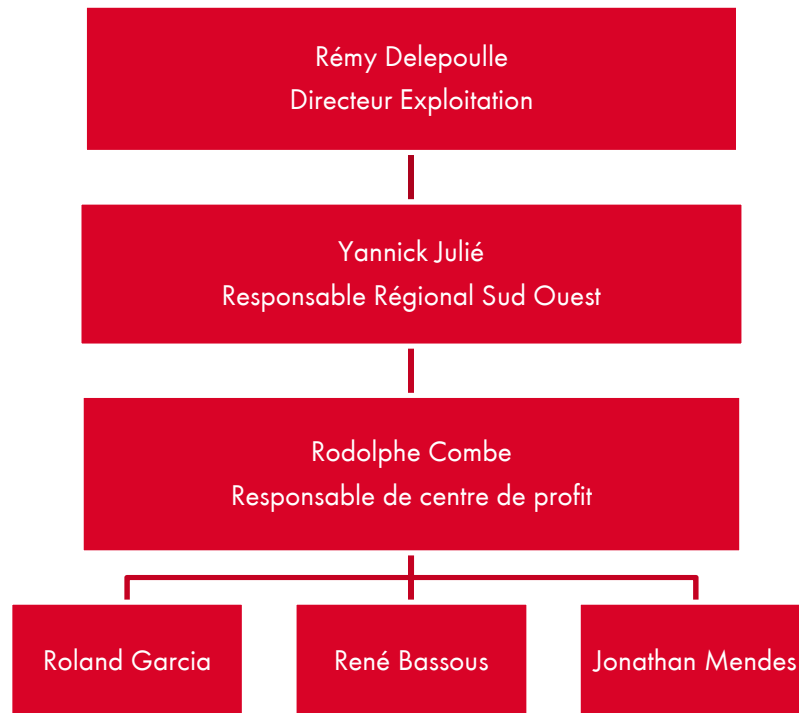 Rémy Delepoulle
Directeur Exploitation
Yannick Julié
Responsable Régional Sud Ouest
Rodolphe Combe
Responsable de centre de profit
Roland Garcia
René Bassous
Jonathan Mendes